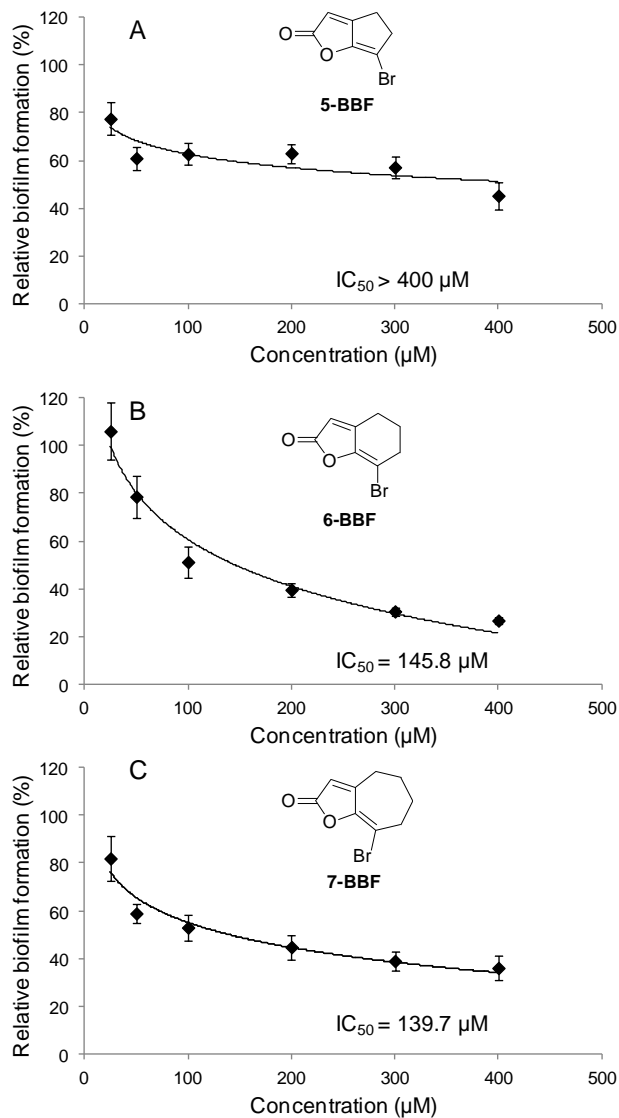 120
100
80
60
40
20
0
Relative biofilm formation (%)
A
O
O
Br
5-BBF
IC50 > 400 µM
0 100 200 300 400 500
Concentration (µM)
120
100
80
60
40
20
0
Relative biofilm formation (%)
B
O
O
Br
6-BBF
IC50 = 145.8 µM
0 100 200 300 400 500
Concentration (µM)
120
100
80
60
40
20
0
Relative biofilm formation (%)
C
O
O
Br
7-BBF
IC50 = 139.7 µM
0 100 200 300 400 500
Concentration (µM)